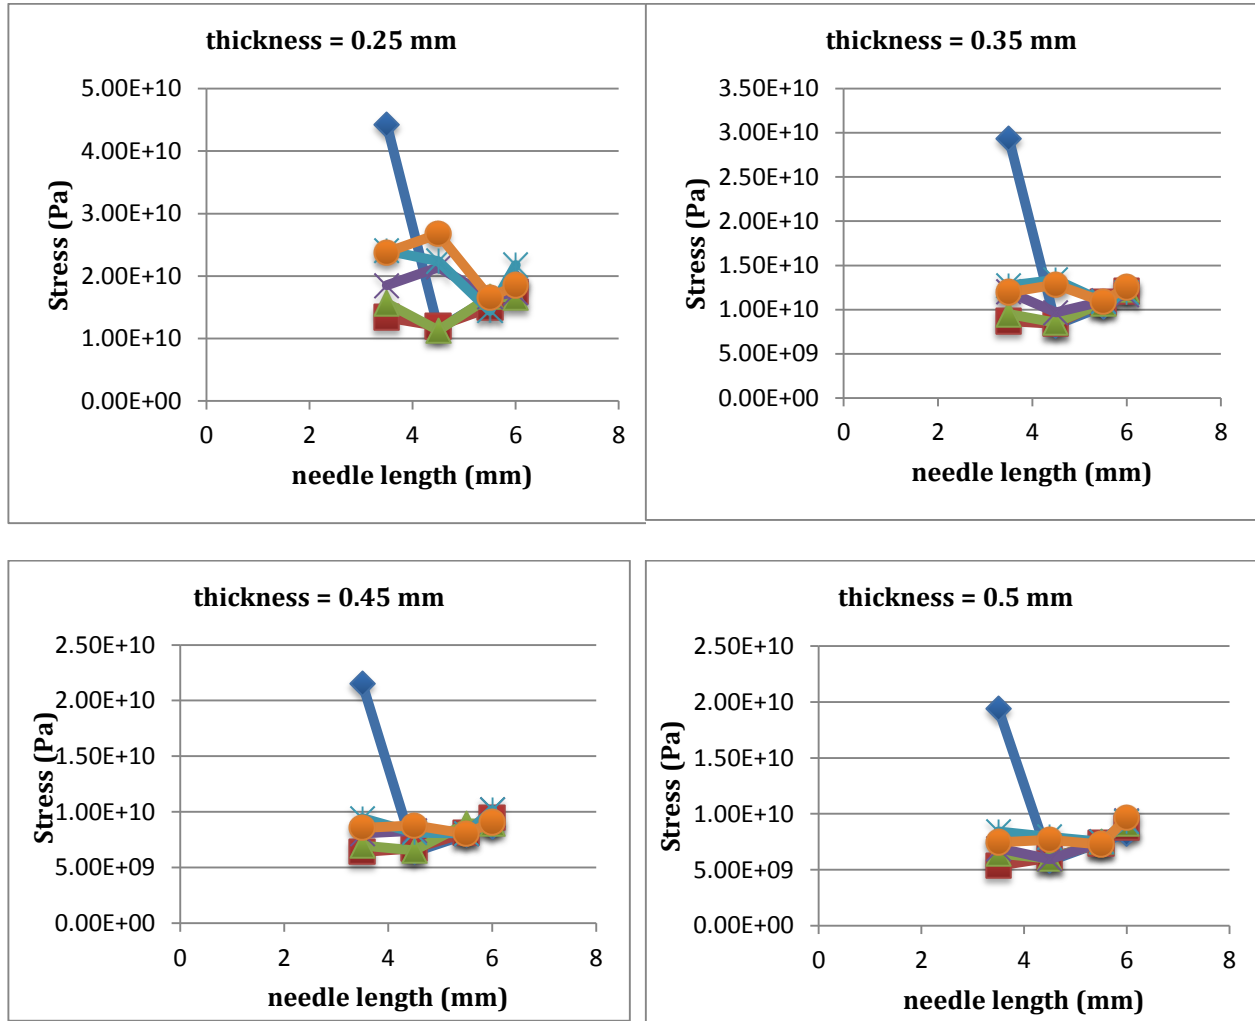 thickness = 0.25 mm
5.00E+10
4.00E+10
3.00E+10
2.00E+10
1.00E+10
0.00E+00
Stress (Pa)
0 2 4 6 8
needle length (mm)
thickness = 0.35 mm
3.50E+10
3.00E+10
2.50E+10
2.00E+10
1.50E+10
1.00E+10
5.00E+09
0.00E+00
Stress (Pa)
0 2 4 6 8
needle length (mm)
thickness = 0.45 mm
2.50E+10
2.00E+10
1.50E+10
1.00E+10
5.00E+09
0.00E+00
Stress (Pa)
0 2 4 6 8
needle length (mm)
thickness = 0.5 mm
2.50E+10
2.00E+10
1.50E+10
1.00E+10
5.00E+09
0.00E+00
Stress (Pa)
0 2 4 6 8
needle length (mm)